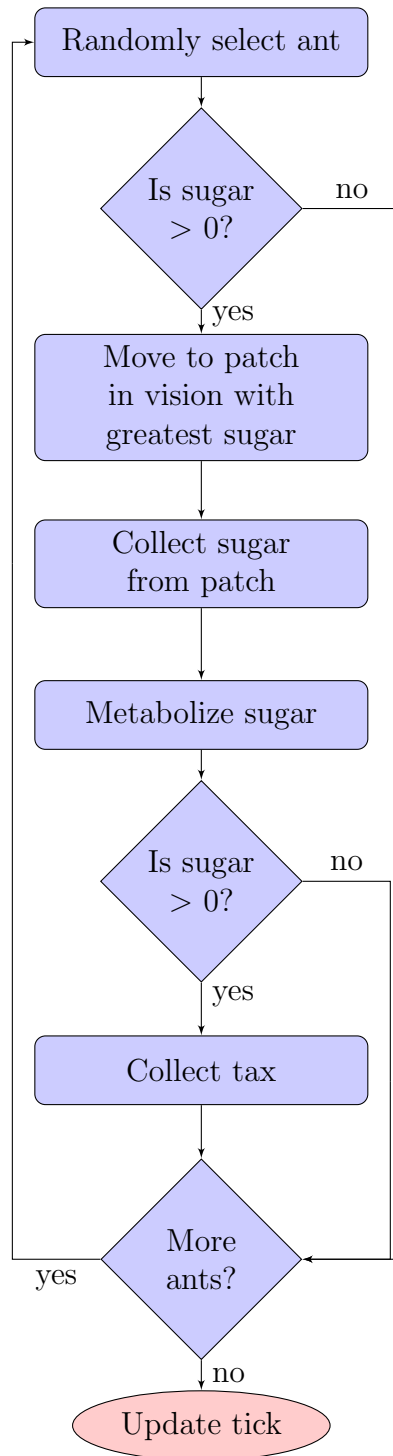 Randomly select ant
Is sugar
> 0?
no
yes
Move to patch
in vision with
greatest sugar
Collect sugar
from patch
Metabolize sugar
Is sugar
> 0?
no
yes
Collect tax
More
ants?
yes
no
Update tick